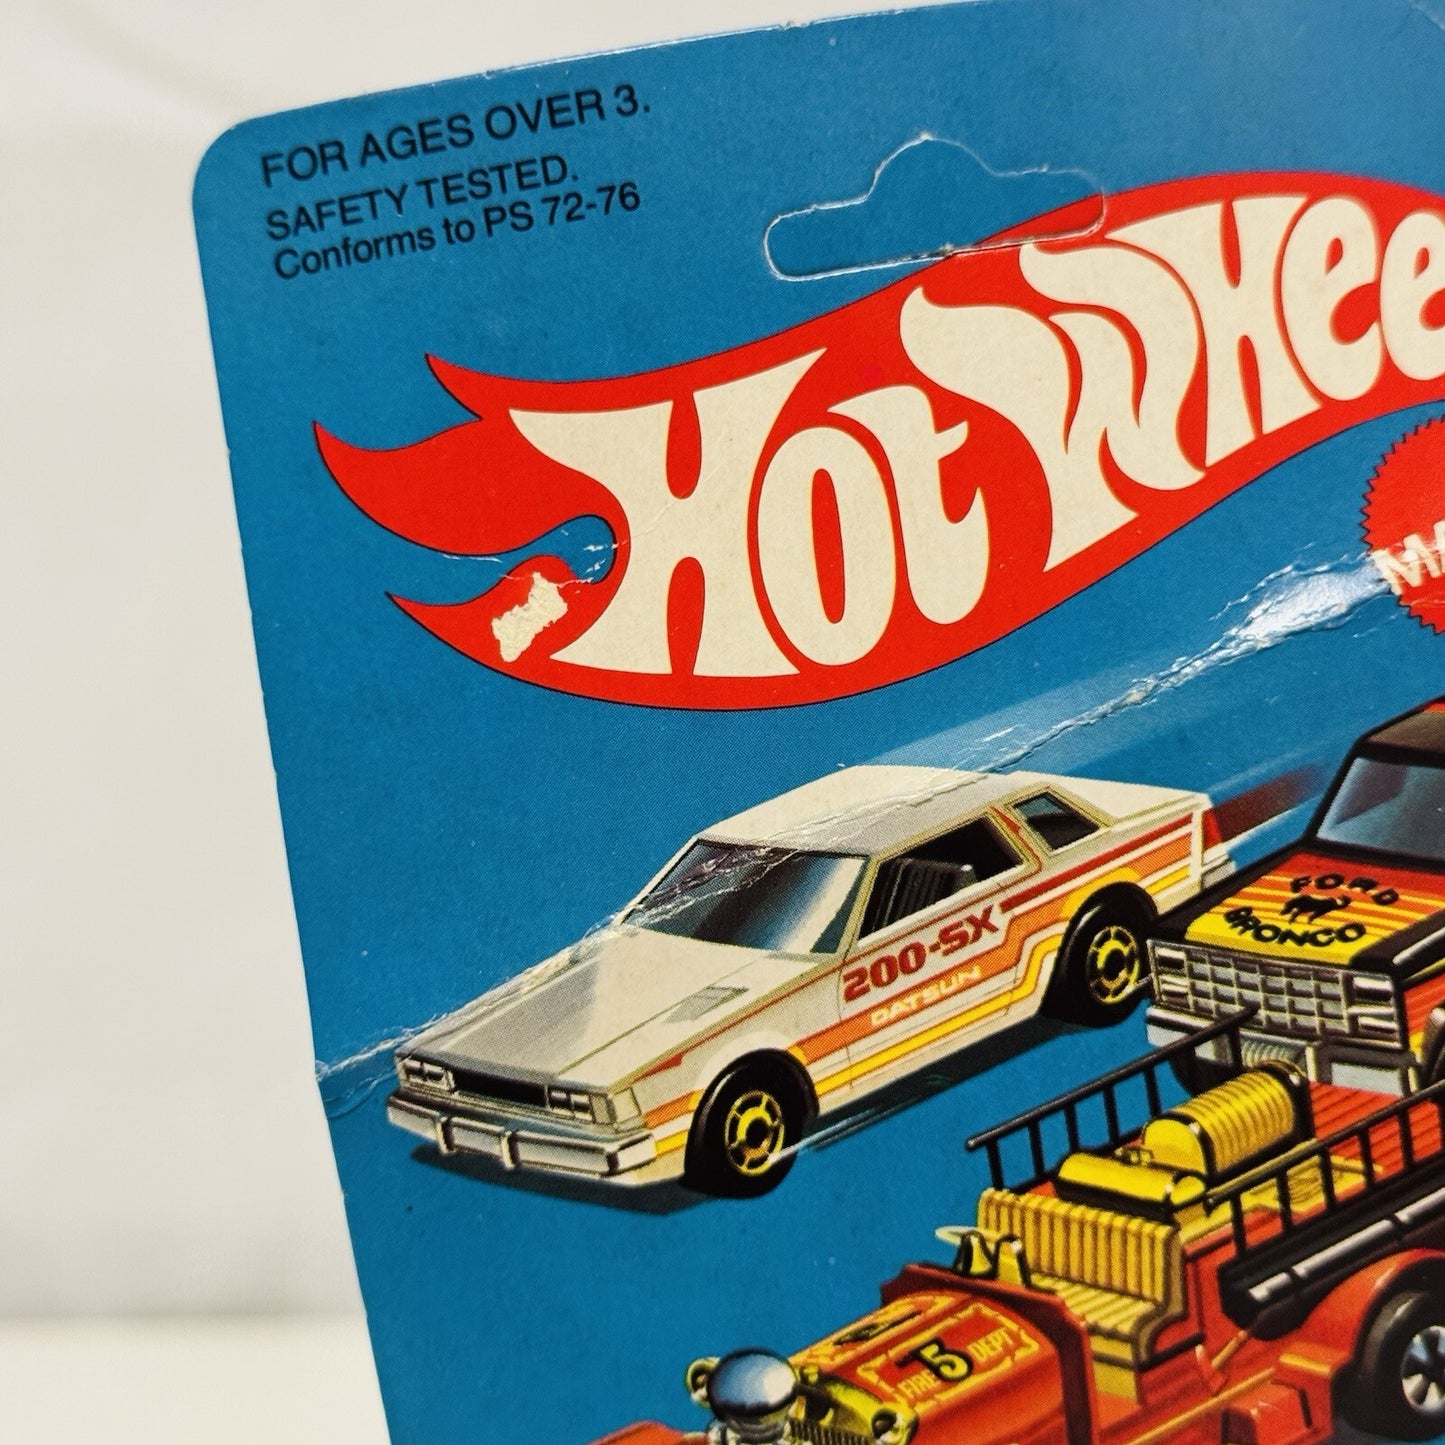 FOR AGES OVER 3.
SAFETY TESTED.
Conforms to PS 72-76
Hot Whee
MA
200-SX
DATSUN
FORD
BRONCO
FIRE 5 DEPT